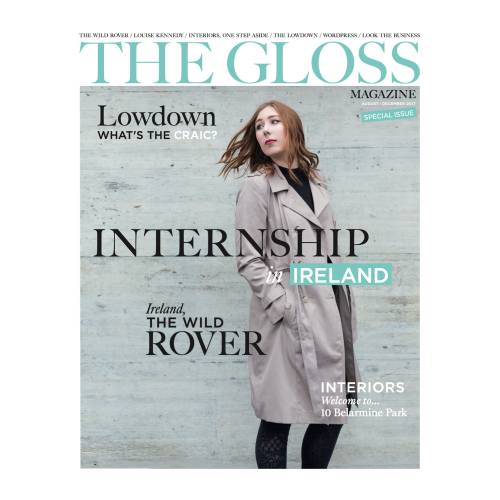 THE WILD ROVER / LOUISE KENNEDY / INTERIORS, ONE STEP ASIDE / THE LOWDOWN / WORDPRESS / LOOK THE BUSINESS
THE GLOSS
MAGAZINE
AUGUST - DECEMBER 2017
SPECIAL ISSUE
Lowdown
WHAT'S THE CRAIC?
INTERNSHIP
in IRELAND
Ireland,
THE WILD
ROVER
INTERIORS
Welcome to...
10 Belarmine Park